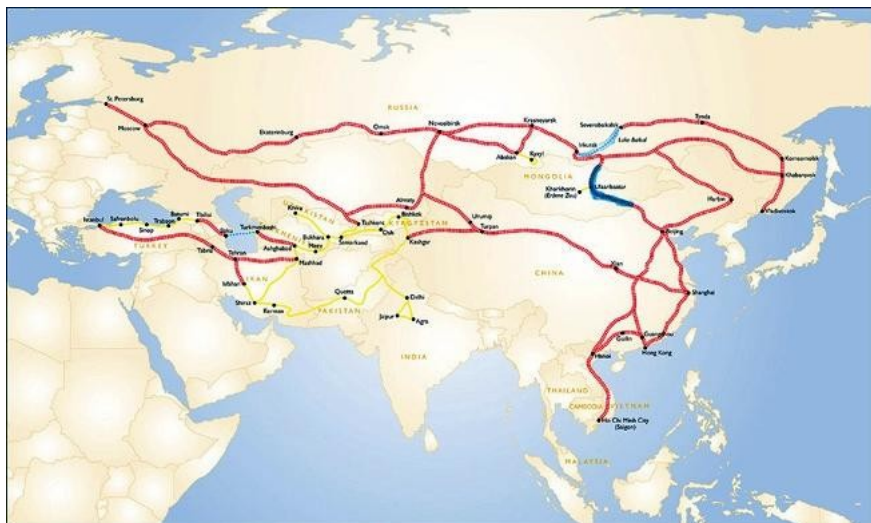 St. Petersburg
Moscow
RUSSIA
Ekaterinburg
Omsk
Novosibirsk
Krasnoyarsk
Severobaikalsk
Tynda
Irkutsk
Lake Baikal
Abakan
Kyzyl
MONGOLIA
Kharkhorin
(Erdene Zuu)
Ulaanbaatar
Komsomolsk
Khabarovsk
Harbin
Vladivostok
Beijing
Istanbul
Safranbolu
Sinop
Trabzon
Batumi
Tbilisi
TURKEY
Tabriz
Baku
Turkmenbashi
Ashgabad
Khiva
Bukhara
Merv
Samarkand
Tashkent
Almaty
Bishkek
KYRGYZSTAN
Osh
Kashgar
Urumqi
Turpan
Tehran
Mashhad
IRAN
Isfahan
Shiraz
Kerman
Quetta
PAKISTAN
Delhi
Jaipur
Agra
INDIA
CHINA
Xian
Shanghai
Guilin
Guangzhou
Hong Kong
Hanoi
THAILAND
CAMBODIA
VIETNAM
Ho Chi Minh City
(Saigon)
MALAYSIA